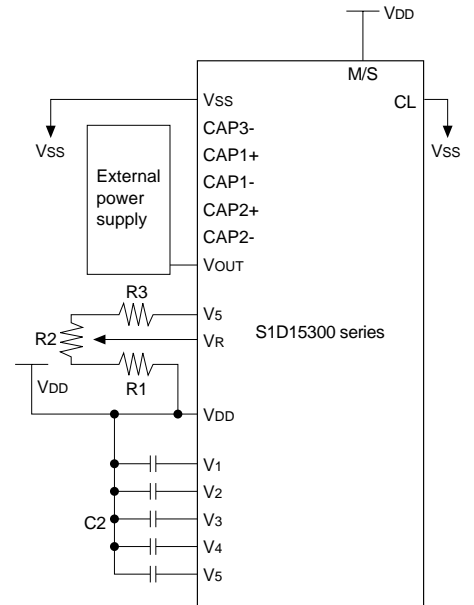 VDD
M/S
VSS
CL
CAP3-
VSS
VSS
CAP1+
External
power
supply
CAP1-
CAP2+
CAP2-
VOUT
R3
V5
S1D15300 series
R2
VR
R1
VDD
VDD
V1
V2
C2
V3
V4
V5